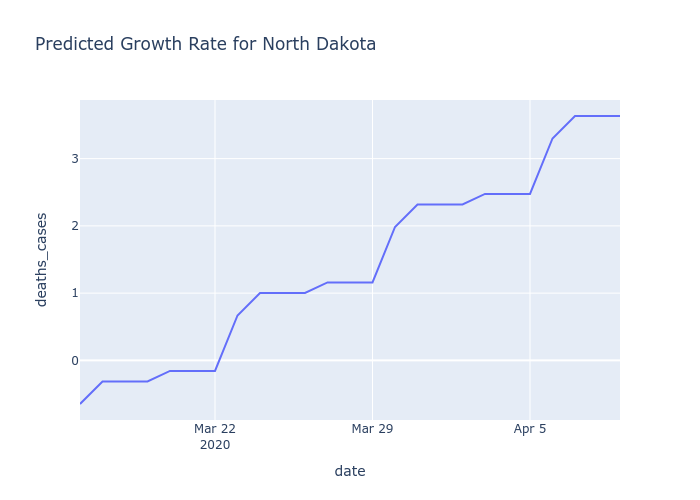 Predicted Growth Rate for North Dakota
deaths_cases
3
2
1
0
Mar 22
2020
Mar 29
Apr 5
date